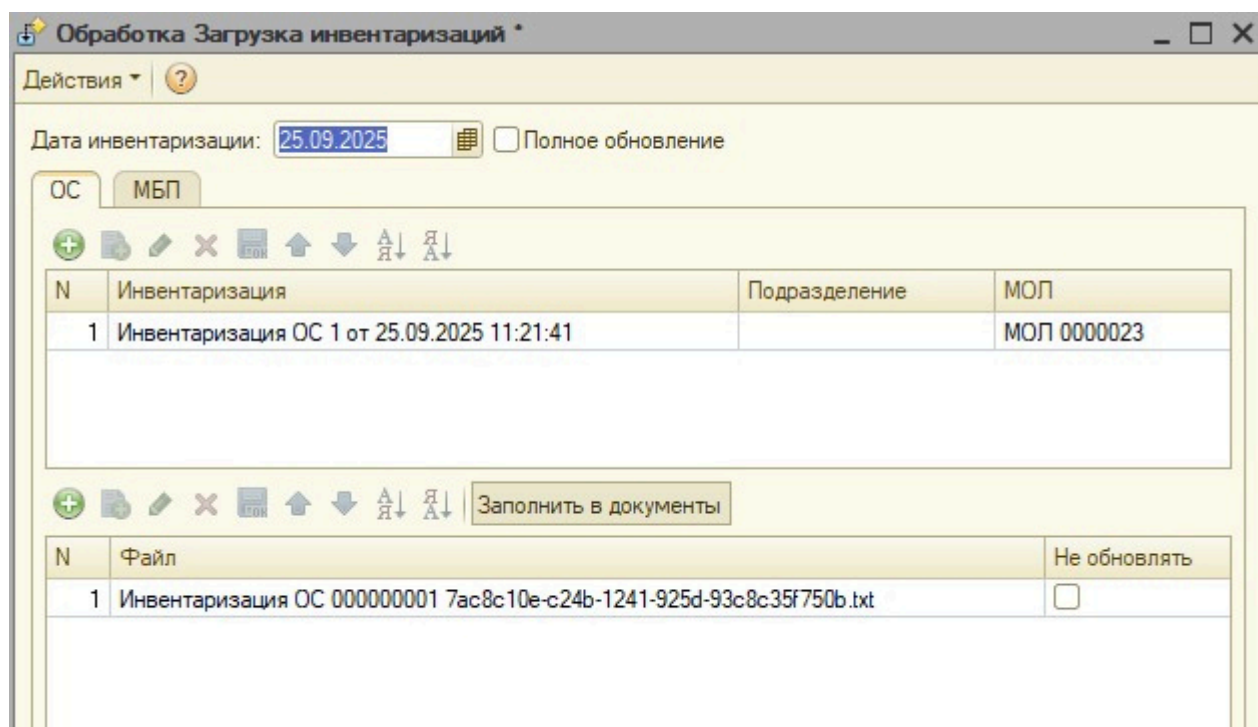 Обработка Загрузка инвентаризаций *
Действия
Дата инвентаризации: 25.09.2025 Полное обновление
ОС МБП
N Инвентаризация Подразделение МОЛ
1 Инвентаризация ОС 1 от 25.09.2025 11:21:41 МОЛ 0000023
Заполнить в документы
N Файл Не обновлять
1 Инвентаризация ОС 000000001 7ac8c10e-c24b-1241-925d-93c8c35f750b.txt